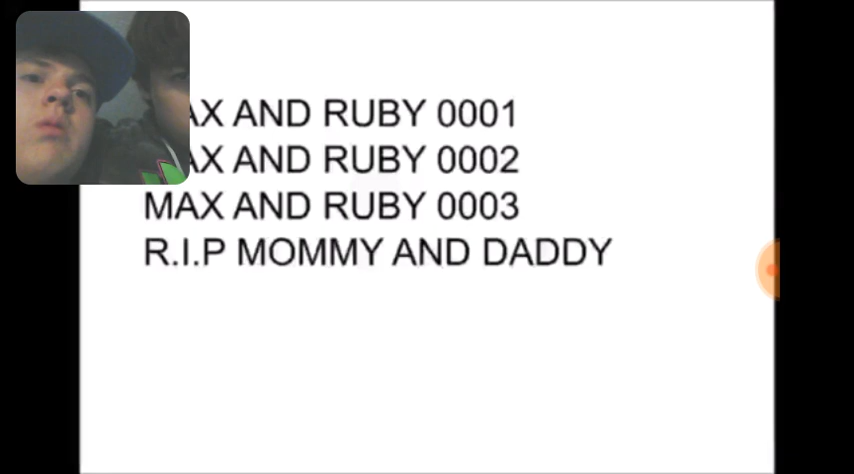 AX AND RUBY 0001
AX AND RUBY 0002
MAX AND RUBY 0003
R.I.P MOMMY AND DADDY